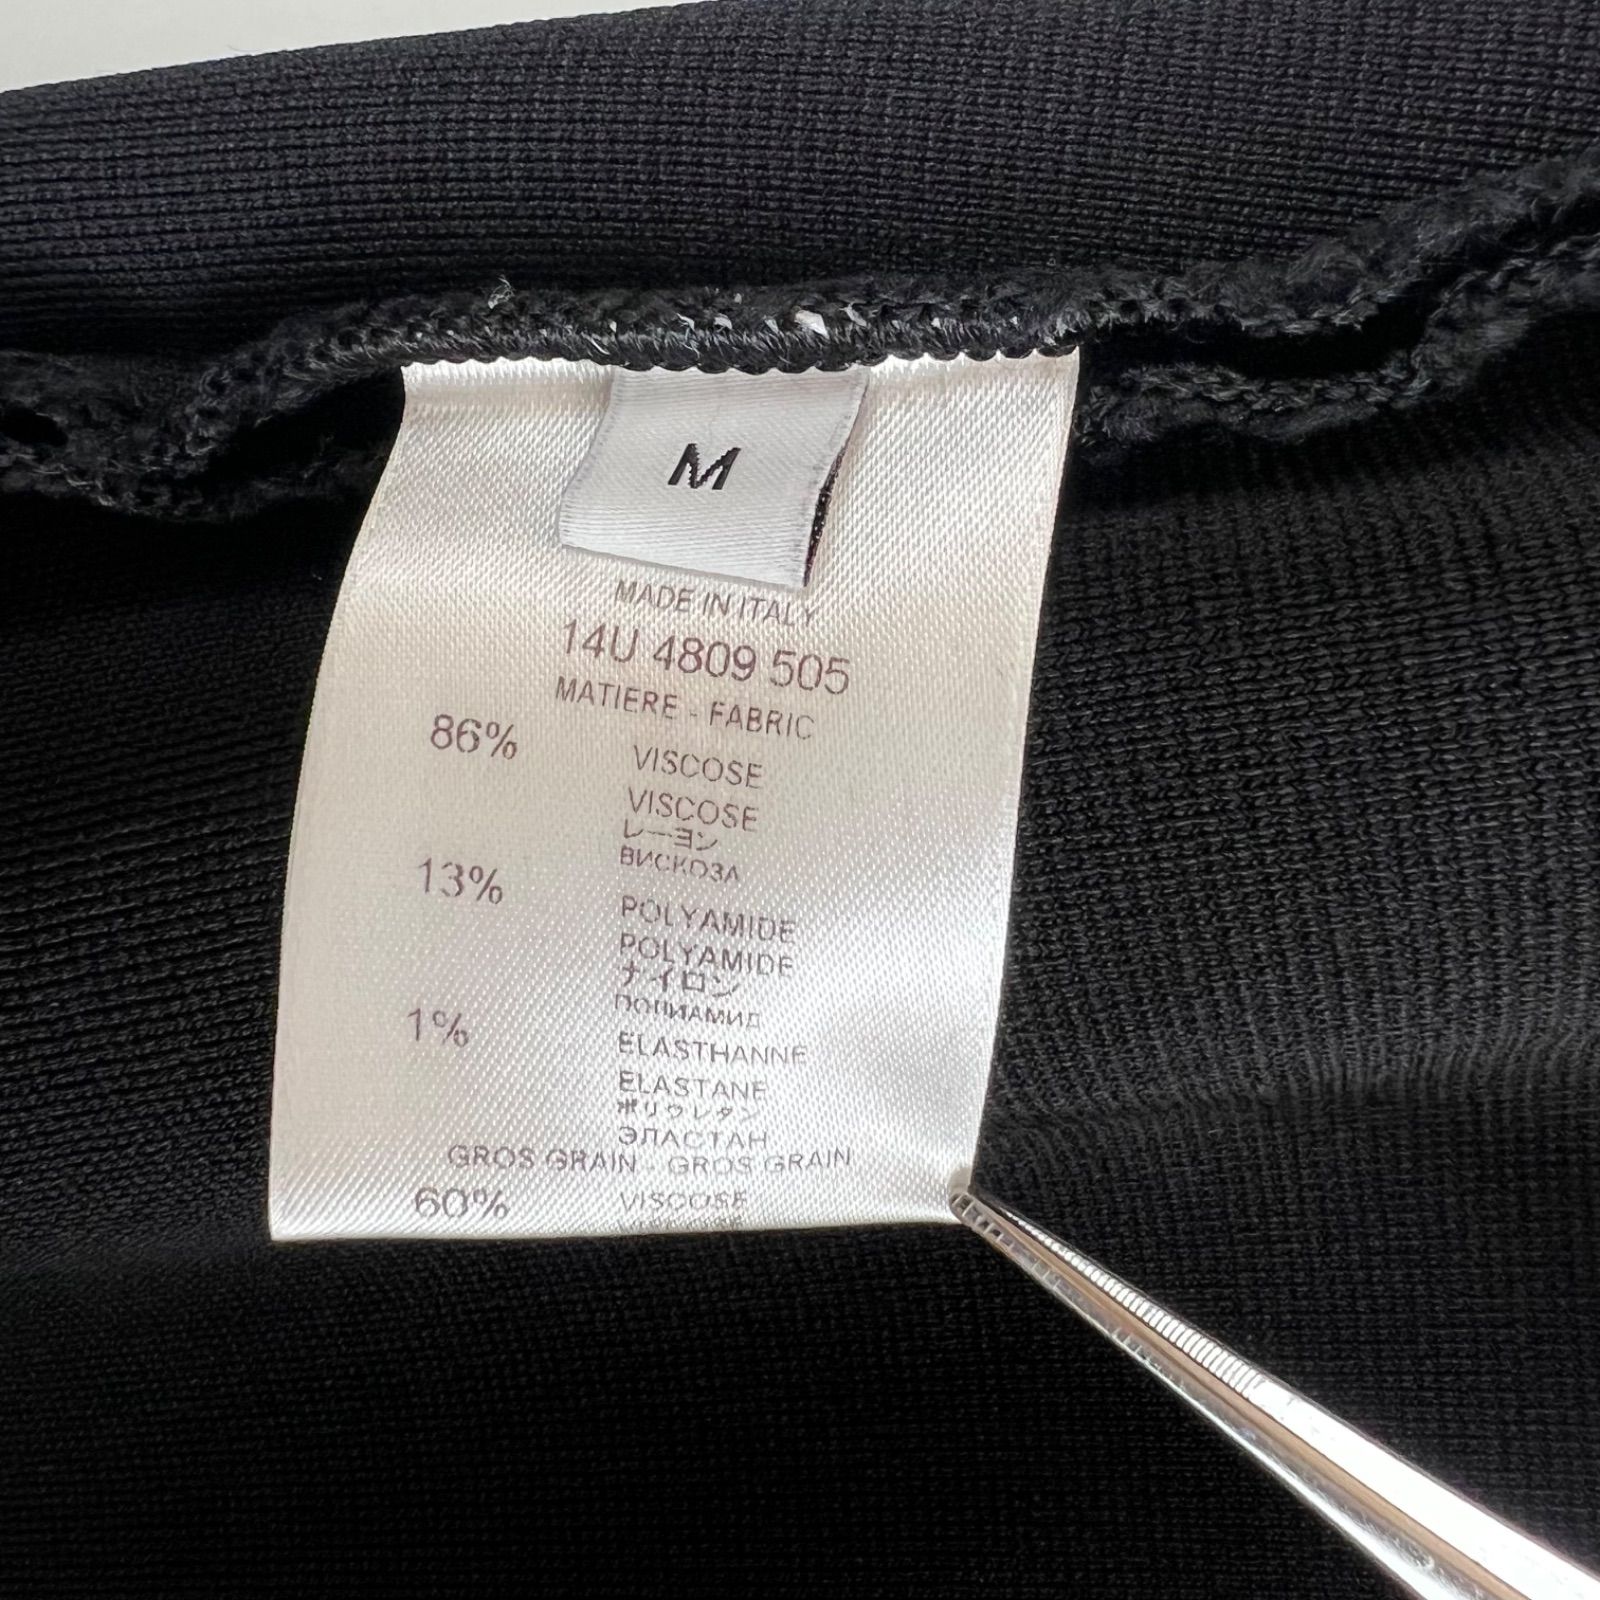 M
MADE IN ITALY
14U 4809 505
MATIERE - FABRIC
86% VISCOSE
VISCOSE
レーヨン
ВИСКОЗА
13% POLYAMIDE
POLYAMIDE
ナイロン
ПОЛИАМИД
1% ELASTHANNE
ELASTANE
ポリウレタン
ЭЛАСТАН
GROS GRAIN - GROS GRAIN
60% VISCOSE